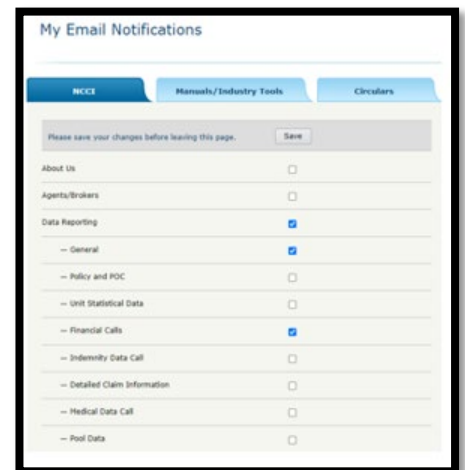 My Email Notifications
NCCI Manuals/Industry Tools Circulars
Please save your changes before leaving this page. Save
About Us
Agents/Brokers
Data Reporting
— General
— Policy and POC
— Unit Statistical Data
— Financial Calls
— Indemnity Data Call
— Detailed Claim Information
— Medical Data Call
— Pool Data